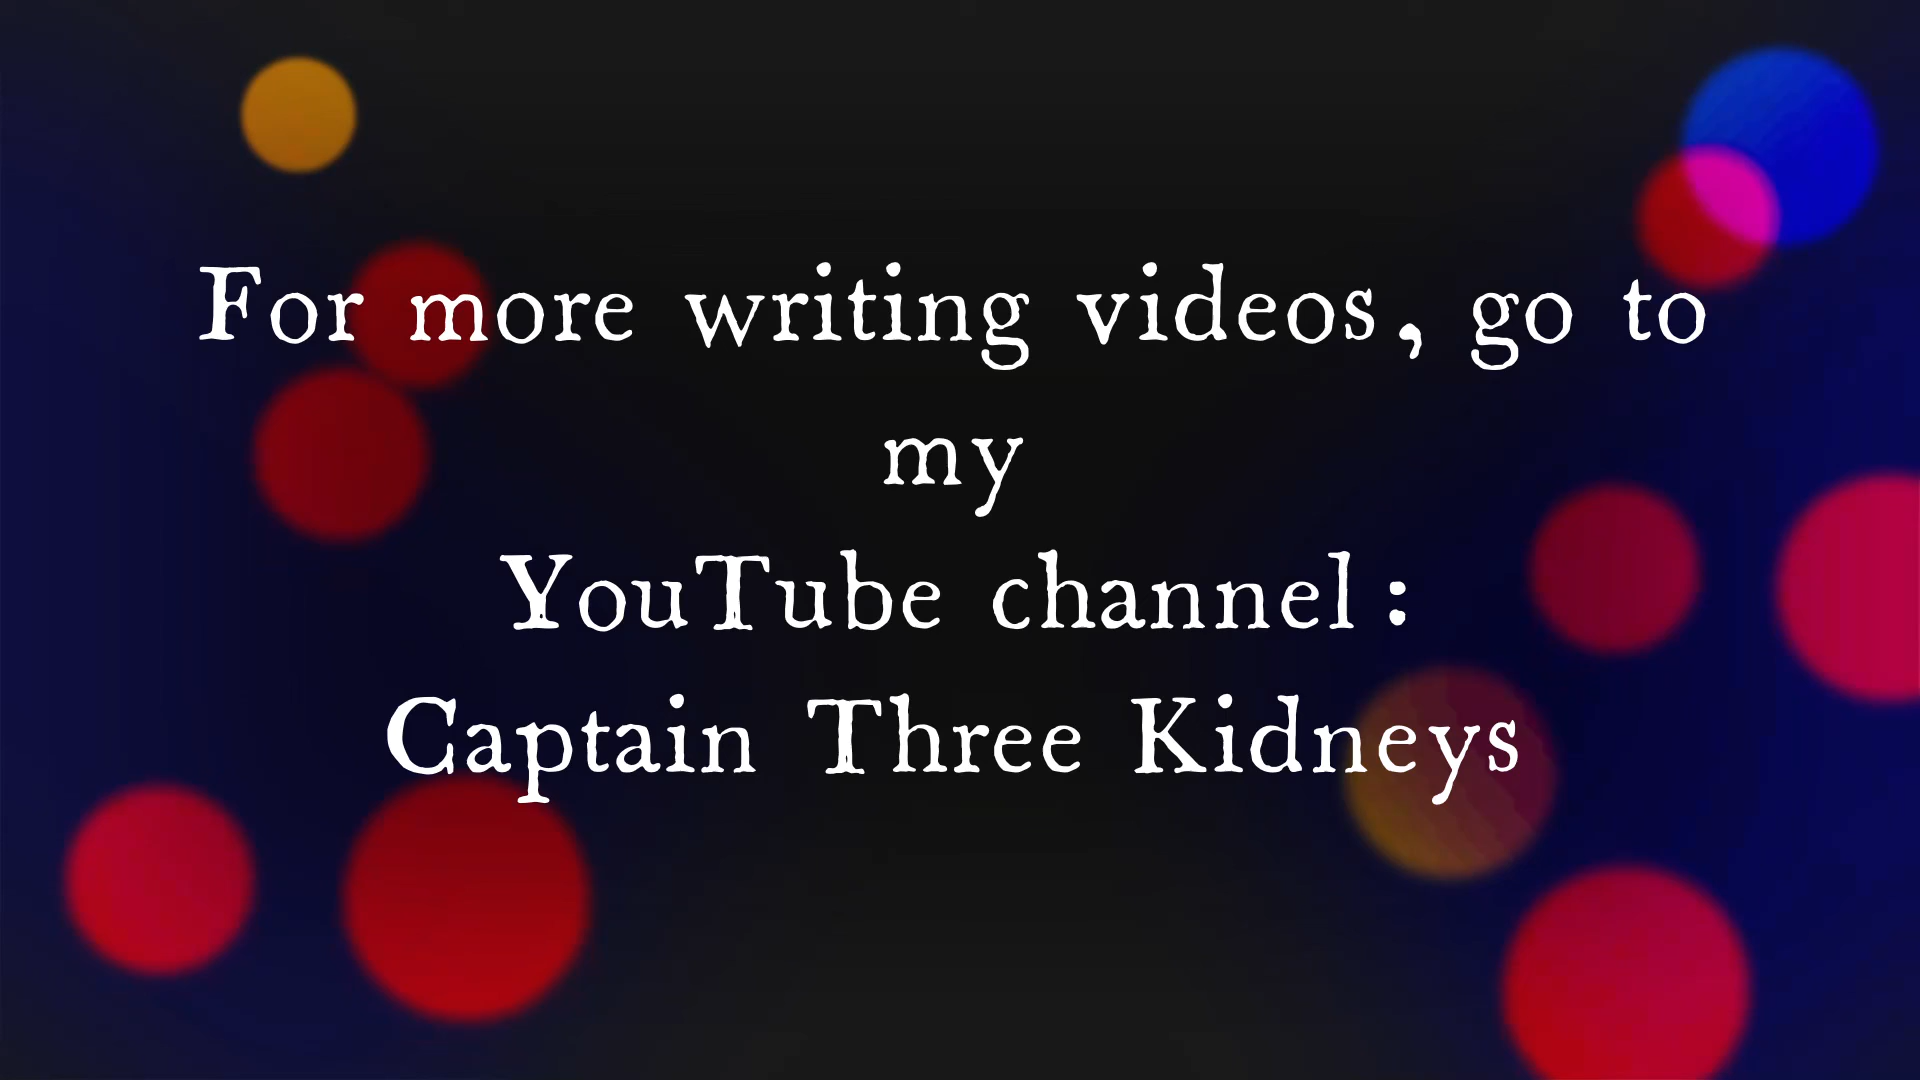 For more writing videos, go to
my
YouTube channel:
Captain Three Kidneys